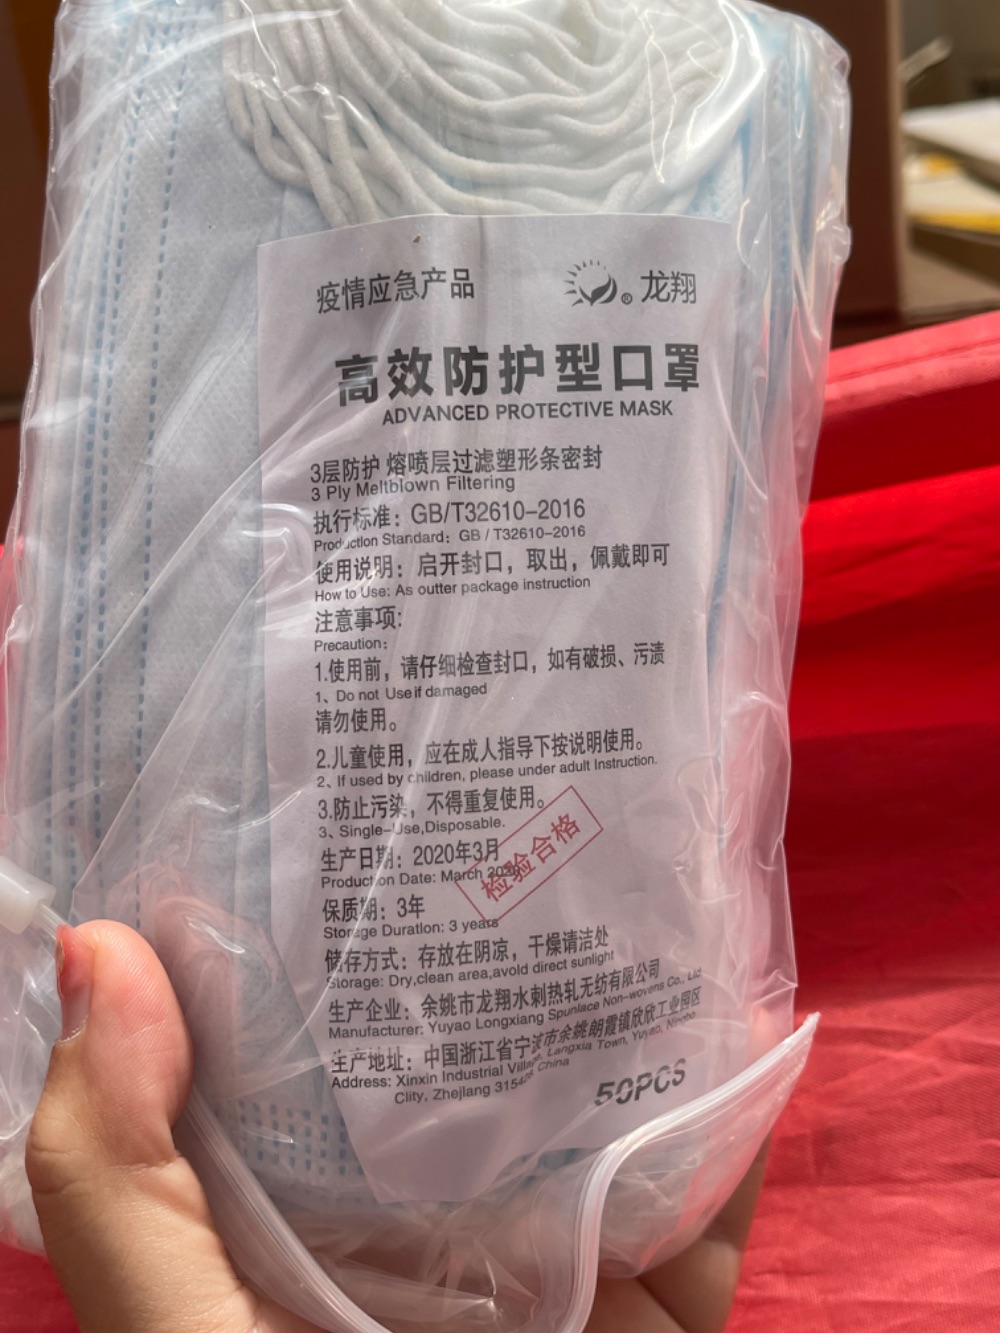 疫情应急产品
® 龙翔
高效防护型口罩
ADVANCED PROTECTIVE MASK
3层防护 熔喷层过滤塑形条密封
3 Ply Meltblown Filtering
执行标准：GB/T32610-2016
Production Standard: GB / T32610-2016
使用说明：启开封口，取出，佩戴即可
How to Use: As outter package instruction
注意事项:
Precaution:
1.使用前，请仔细检查封口，如有破损、污渍
1、Do not Use if damaged
请勿使用。
2.儿童使用，应在成人指导下按说明使用。
2、If used by children, please under adult Instruction.
3.防止污染，不得重复使用。
3、Single-Use,Disposable.
生产日期：2020年3月
Production Date: March 2020
检验合格
保质期：3年
Storage Duration: 3 years
储存方式：存放在阴凉，干燥请洁处
Storage: Dry,clean area,avold direct sunlight
生产企业：余姚市龙翔水刺热轧无纺有限公司
Manufacturer: Yuyao Longxiang Spunlace Non-wovens Co., Ltd
生产地址：中国浙江省宁波市余姚朗霞镇欣欣工业园区
Address: Xinxin Industrial Village, Langxia Town, Yuyao, Ningbo
Clity, Zhejlang China
50PCS